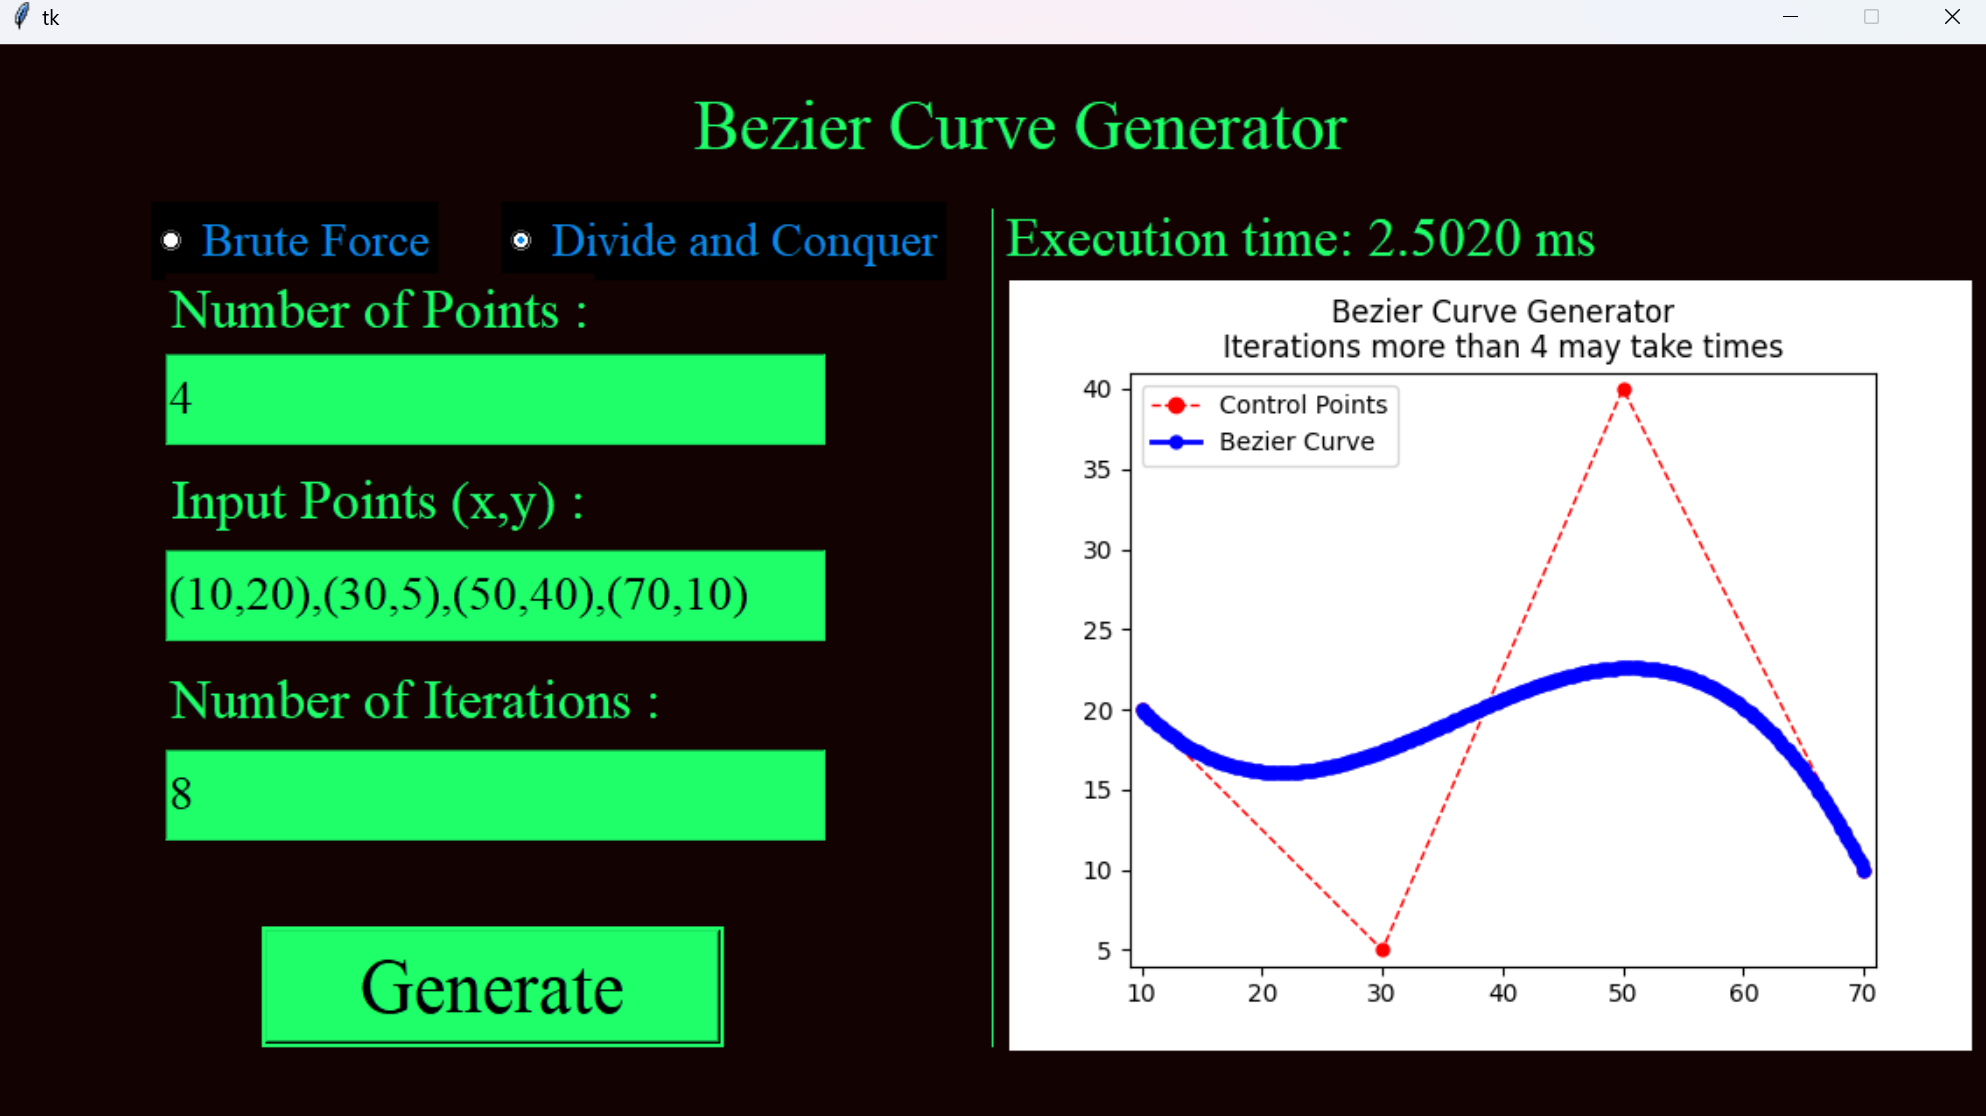 tk
Bezier Curve Generator
Brute Force
Divide and Conquer
Number of Points :
4
Input Points (x,y) :
(10,20),(30,5),(50,40),(70,10)
Number of Iterations :
8
Generate
Execution time: 2.5020 ms
Bezier Curve Generator
Iterations more than 4 may take times
Control Points
Bezier Curve
40
35
30
25
20
15
10
5
10 20 30 40 50 60 70